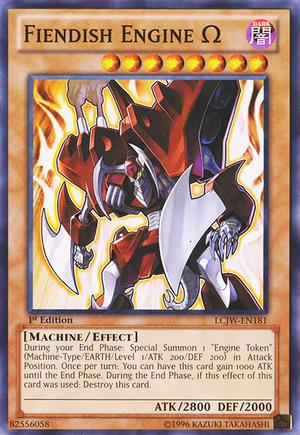 FIENDISH ENGINE Ω
DARK
闇
1st Edition
LCJW-EN181
[MACHINE / EFFECT]
During your End Phase: Special Summon 1 "Engine Token"
(Machine-Type/EARTH/Level 1/ATK 200/DEF 200) in Attack
Position. Once per turn: You can have this card gain 1000 ATK
until the End Phase. During the End Phase, if this effect of this
card was used: Destroy this card.
ATK/2800 DEF/2000
82556058
©1996 KAZUKI TAKAHASHI